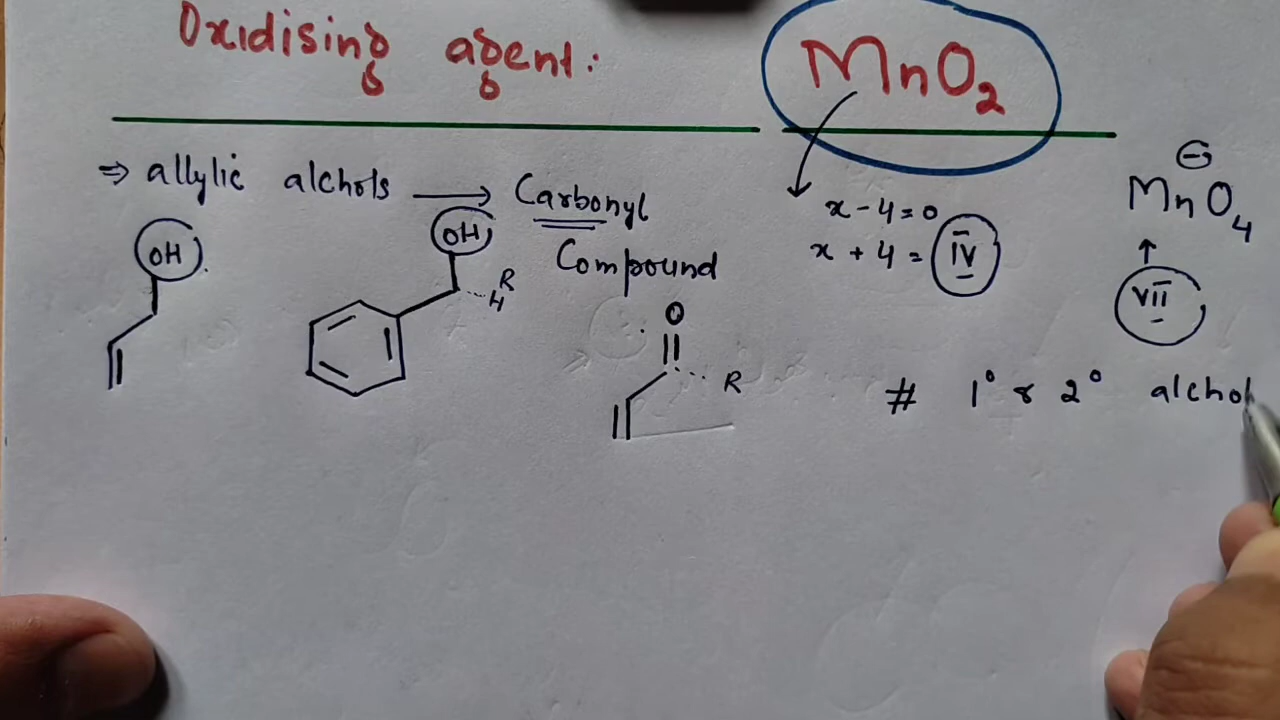 Oxidising agent: MnO₂
⇒ allylic alchols → Carbonyl
Compound
OH
OH
R
H
O
R
x - 4 = 0
x + 4 = IV
MnO₄⊖
VII
# 1° & 2° alchol